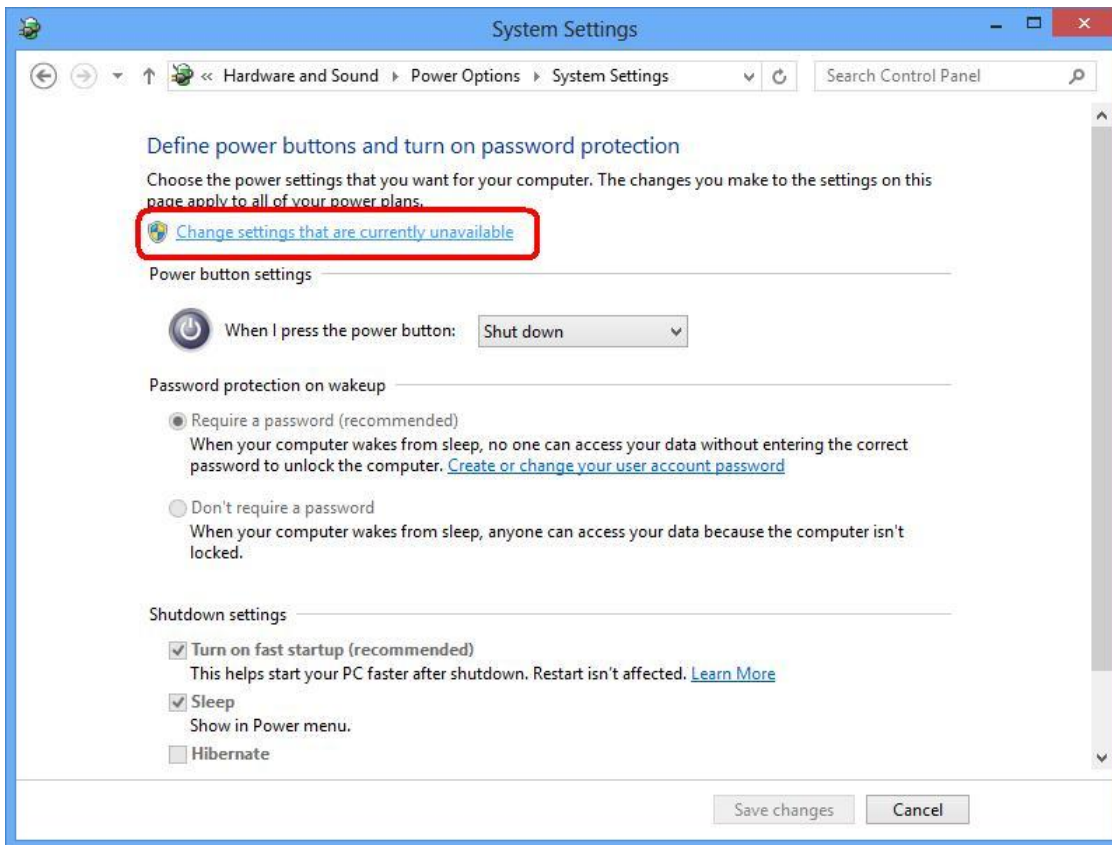 System Settings
« Hardware and Sound ▸ Power Options ▸ System Settings
Search Control Panel
Define power buttons and turn on password protection
Choose the power settings that you want for your computer. The changes you make to the settings on this
page apply to all of your power plans.
Change settings that are currently unavailable
Power button settings
When I press the power button:
Shut down
Password protection on wakeup
Require a password (recommended)
When your computer wakes from sleep, no one can access your data without entering the correct
password to unlock the computer. Create or change your user account password
Don't require a password
When your computer wakes from sleep, anyone can access your data because the computer isn't
locked.
Shutdown settings
Turn on fast startup (recommended)
This helps start your PC faster after shutdown. Restart isn't affected. Learn More
Sleep
Show in Power menu.
Hibernate
Save changes
Cancel